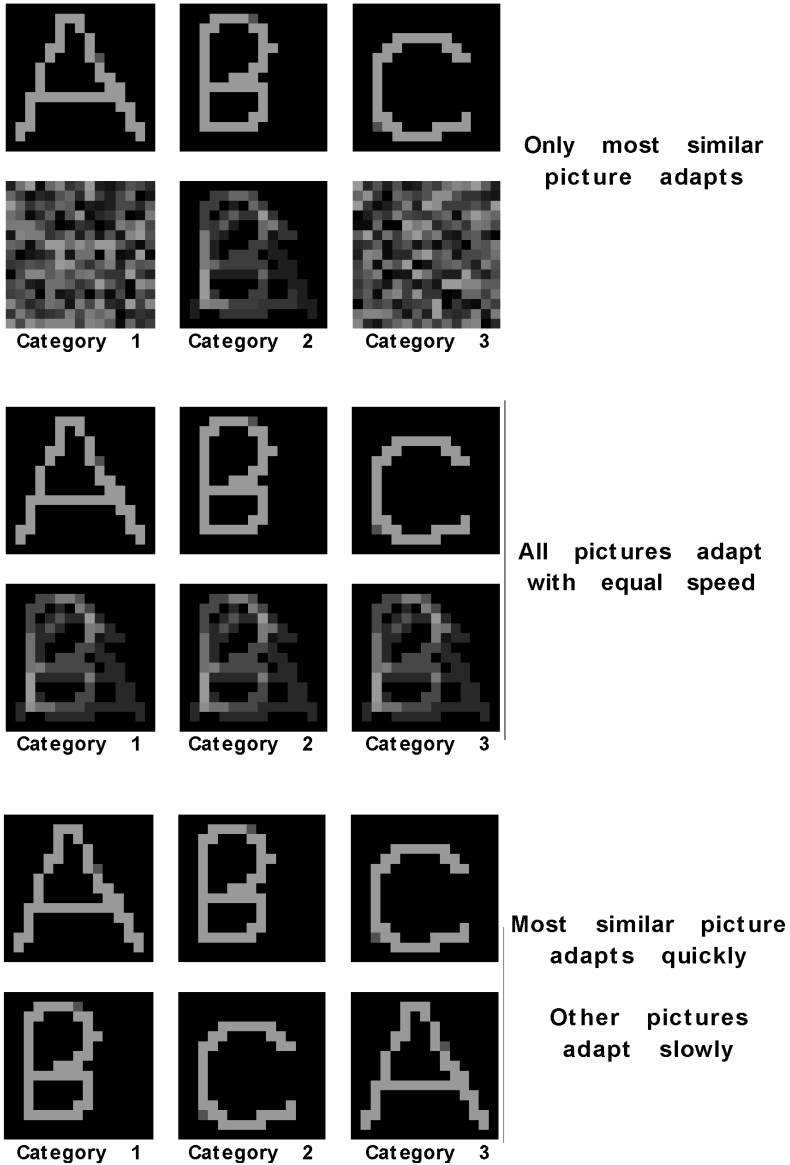 A B C
Only most similar
picture adapts
Category 1 Category 2 Category 3
A B C
All pictures adapt
with equal speed
Category 1 Category 2 Category 3
A B C
Most similar picture
adapts quickly
B C A
Other pictures
adapt slowly
Category 1 Category 2 Category 3